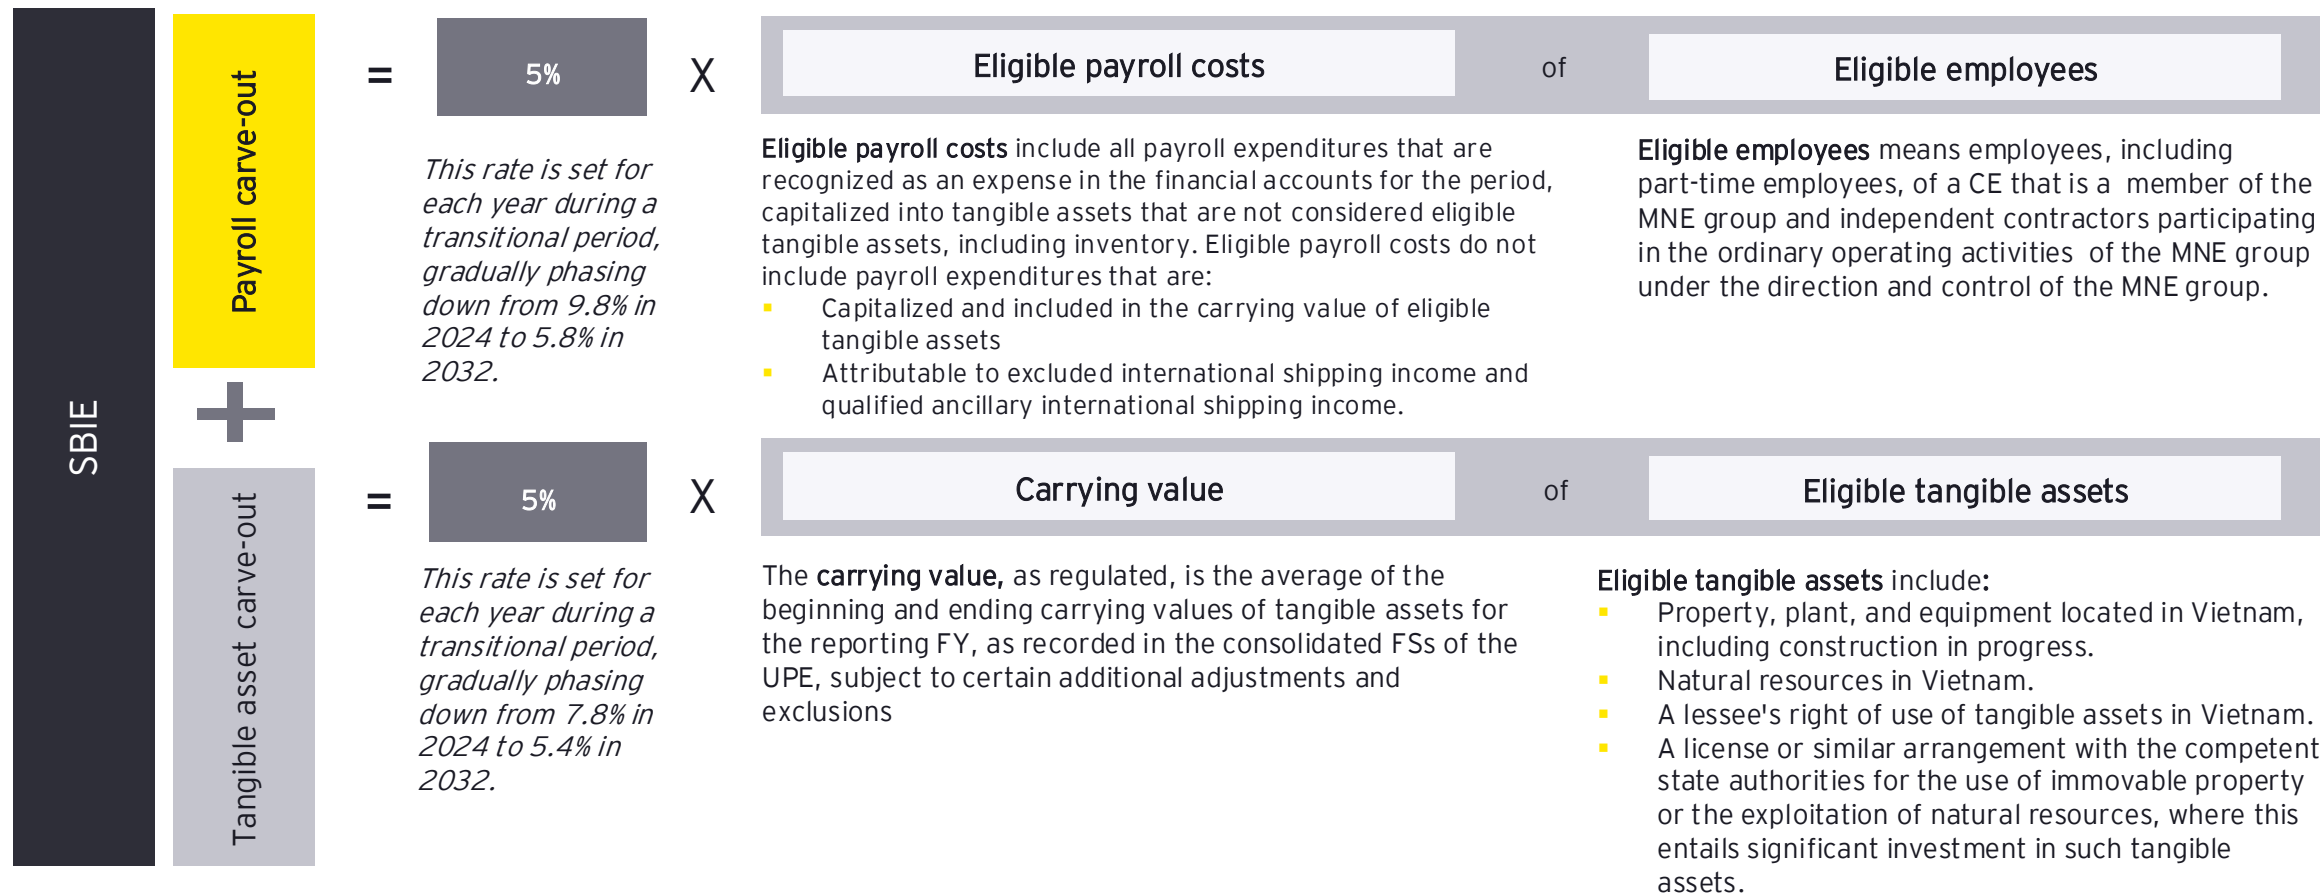 SBIE
Payroll carve-out
=
5%
X
Eligible payroll costs
of
Eligible employees
This rate is set for
each year during a
transitional period,
gradually phasing
down from 9.8% in
2024 to 5.8% in
2032.
Eligible payroll costs include all payroll expenditures that are
recognized as an expense in the financial accounts for the period,
capitalized into tangible assets that are not considered eligible
tangible assets, including inventory. Eligible payroll costs do not
include payroll expenditures that are:
▪ Capitalized and included in the carrying value of eligible
tangible assets
▪ Attributable to excluded international shipping income and
qualified ancillary international shipping income.
Eligible employees means employees, including
part-time employees, of a CE that is a member of the
MNE group and independent contractors participating
in the ordinary operating activities of the MNE group
under the direction and control of the MNE group.
+
Tangible asset carve-out
=
5%
X
Carrying value
of
Eligible tangible assets
This rate is set for
each year during a
transitional period,
gradually phasing
down from 7.8% in
2024 to 5.4% in
2032.
The carrying value, as regulated, is the average of the
beginning and ending carrying values of tangible assets for
the reporting FY, as recorded in the consolidated FSs of the
UPE, subject to certain additional adjustments and
exclusions
Eligible tangible assets include:
▪ Property, plant, and equipment located in Vietnam,
including construction in progress.
▪ Natural resources in Vietnam.
▪ A lessee's right of use of tangible assets in Vietnam.
▪ A license or similar arrangement with the competent
state authorities for the use of immovable property
or the exploitation of natural resources, where this
entails significant investment in such tangible
assets.